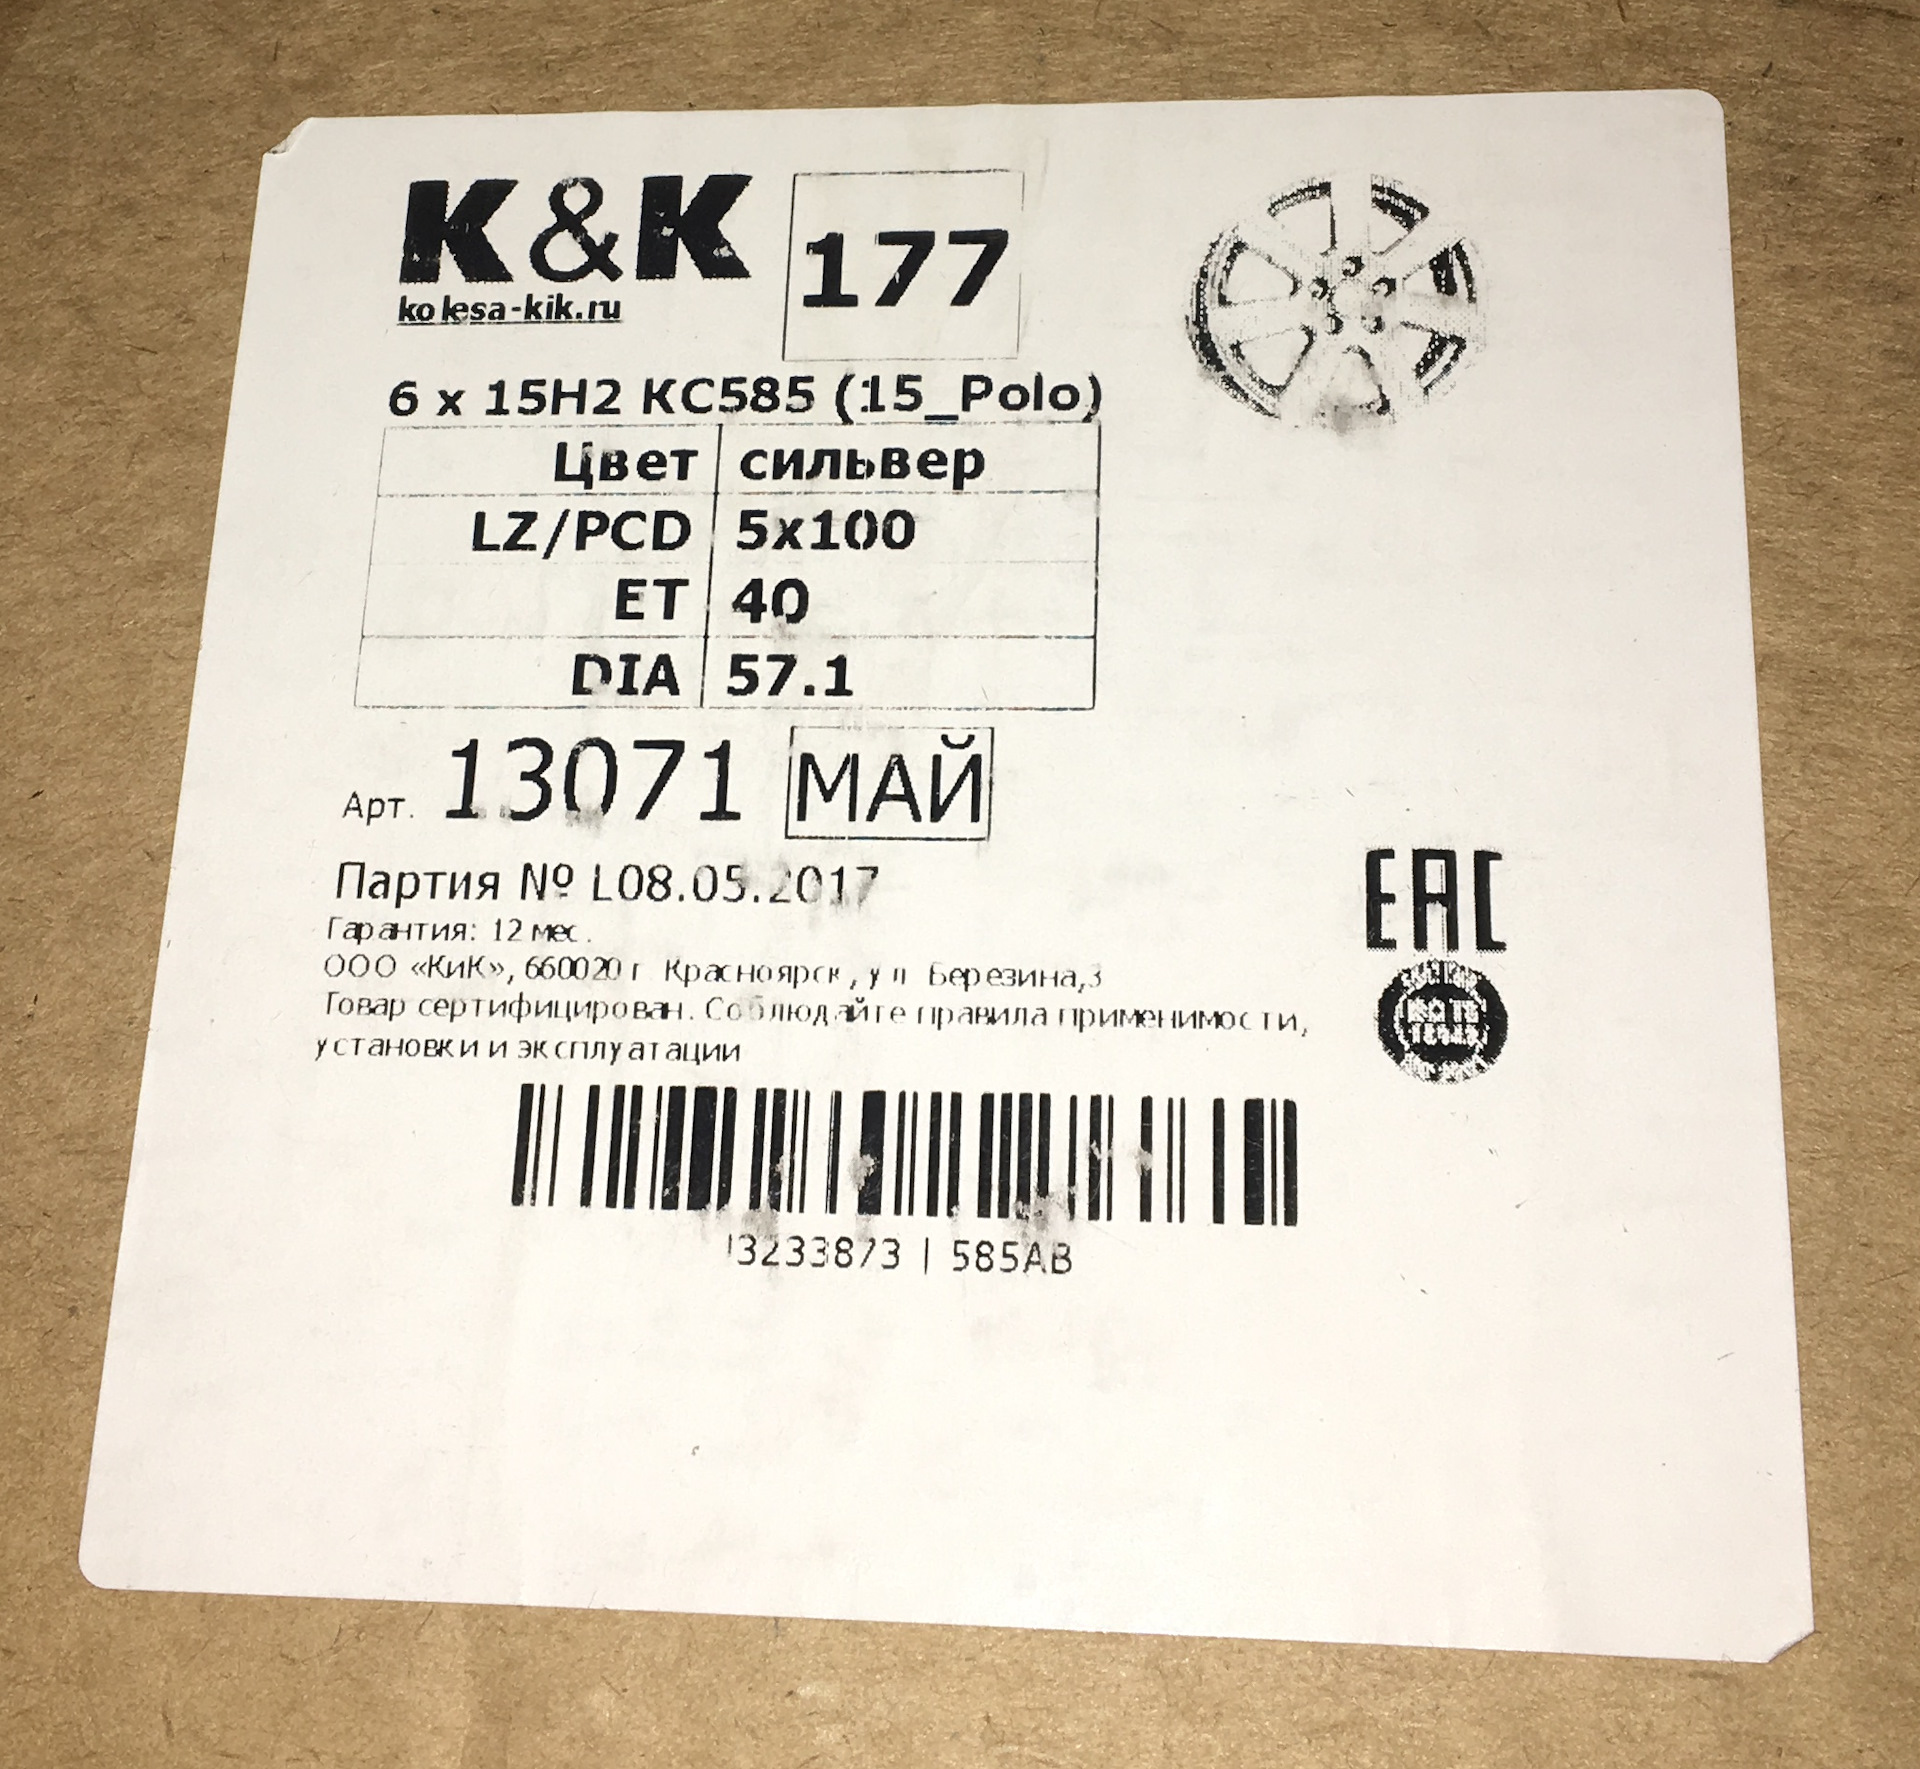 K&K
kolesa-kik.ru
177
6 x 15H2 КС585 (15_Polo)
Цвет сильвер
LZ/PCD 5x100
ET 40
DIA 57.1
Арт. 13071 МАЙ
Партия № L08.05.2017
Гарантия: 12 мес.
ООО «КиК», 660020 г Красноярск, ул Березина,3
Товар сертифицирован. Соблюдайте правила применимости,
установки и эксплуатации
EAC
| 585AB